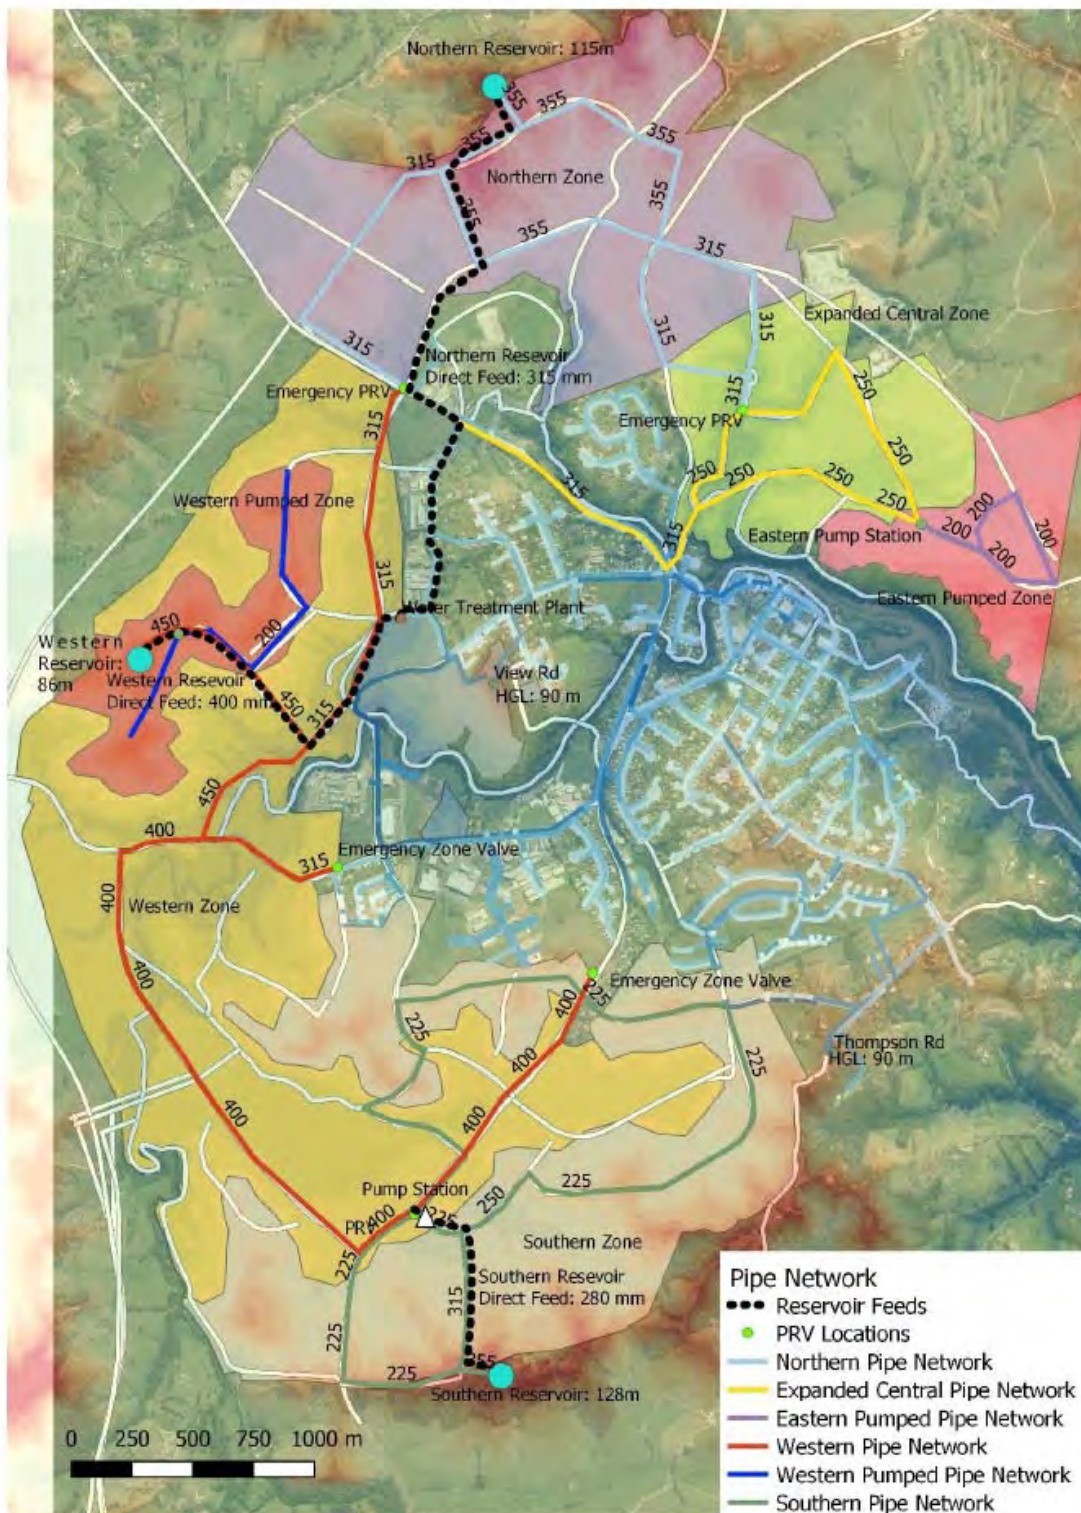 Northern Reservoir: 115m
355
355
355
355
315
Northern Zone
355
355
355
315
Expanded Central Zone
315
315
315
Northern Resevoir
Direct Feed: 315 mm
Emergency PRV
315
315
Emergency PRV
250
250
250
250
250
315
Western Pumped Zone
315
200
200
200
200
Eastern Pump Station
315
315
Eastern Pumped Zone
Water Treatment Plant
450
200
Western
Reservoir:
86m
Western Resevoir
Direct Feed: 400 mm
450
315
View Rd
HGL: 90 m
450
400
315
Emergency Zone Valve
400
Western Zone
400
Emergency Zone Valve
225
400
225
Thompson Rd
HGL: 90 m
225
400
400
400
Pump Station
225
250
400
225
PRV
225
Southern Zone
Southern Resevoir
Direct Feed: 280 mm
315
225
225
355
Southern Reservoir: 128m
0 250 500 750 1000 m
Pipe Network
Reservoir Feeds
PRV Locations
Northern Pipe Network
Expanded Central Pipe Network
Eastern Pumped Pipe Network
Western Pipe Network
Western Pumped Pipe Network
Southern Pipe Network